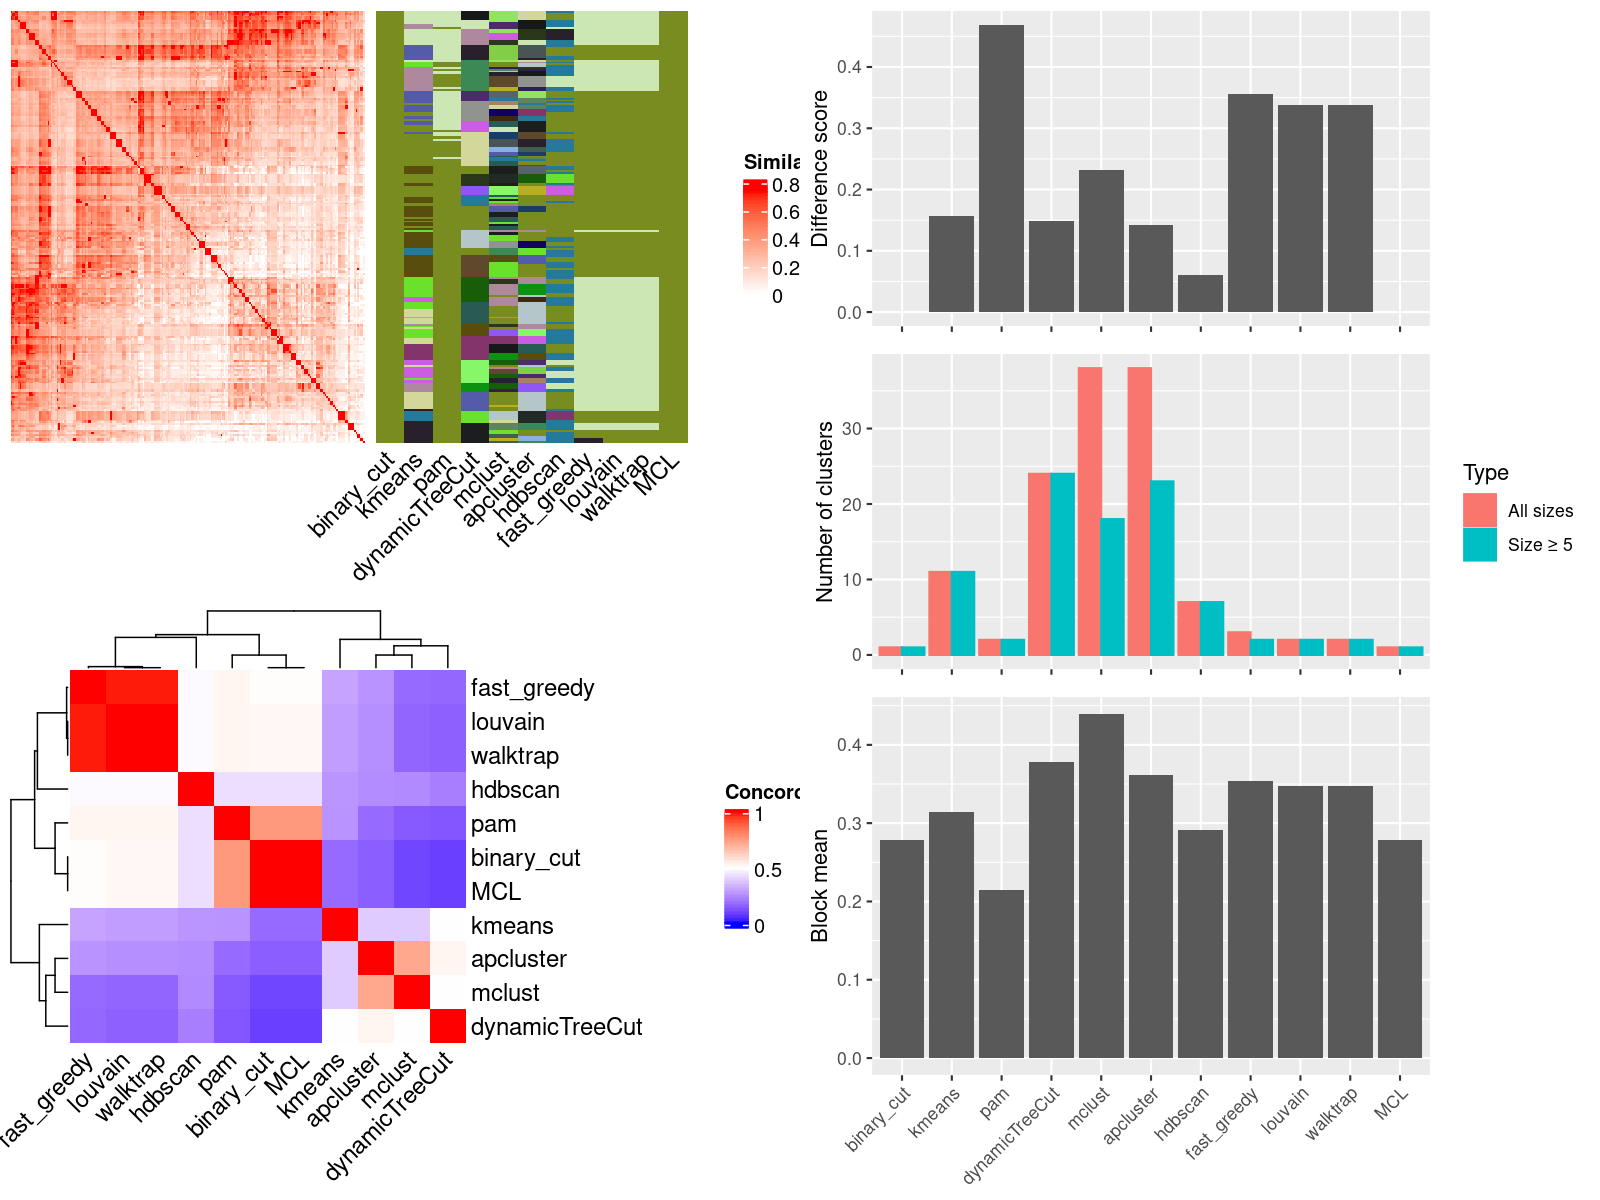 Simila
0.8
0.6
0.4
0.2
0
binary_cut
kmeans
pam
dynamicTreeCut
mclust
apcluster
hdbscan
fast_greedy
louvain
walktrap
MCL
Difference score
0.4
0.3
0.2
0.1
0.0
Number of clusters
30
20
10
0
Type
All sizes
Size ≥ 5
fast_greedy
louvain
walktrap
hdbscan
pam
binary_cut
MCL
kmeans
apcluster
mclust
dynamicTreeCut
fast_greedy
louvain
walktrap
hdbscan
pam
binary_cut
MCL
kmeans
apcluster
mclust
dynamicTreeCut
Concord
1
0.5
0
Block mean
0.4
0.3
0.2
0.1
0.0
binary_cut
kmeans
pam
dynamicTreeCut
mclust
apcluster
hdbscan
fast_greedy
louvain
walktrap
MCL